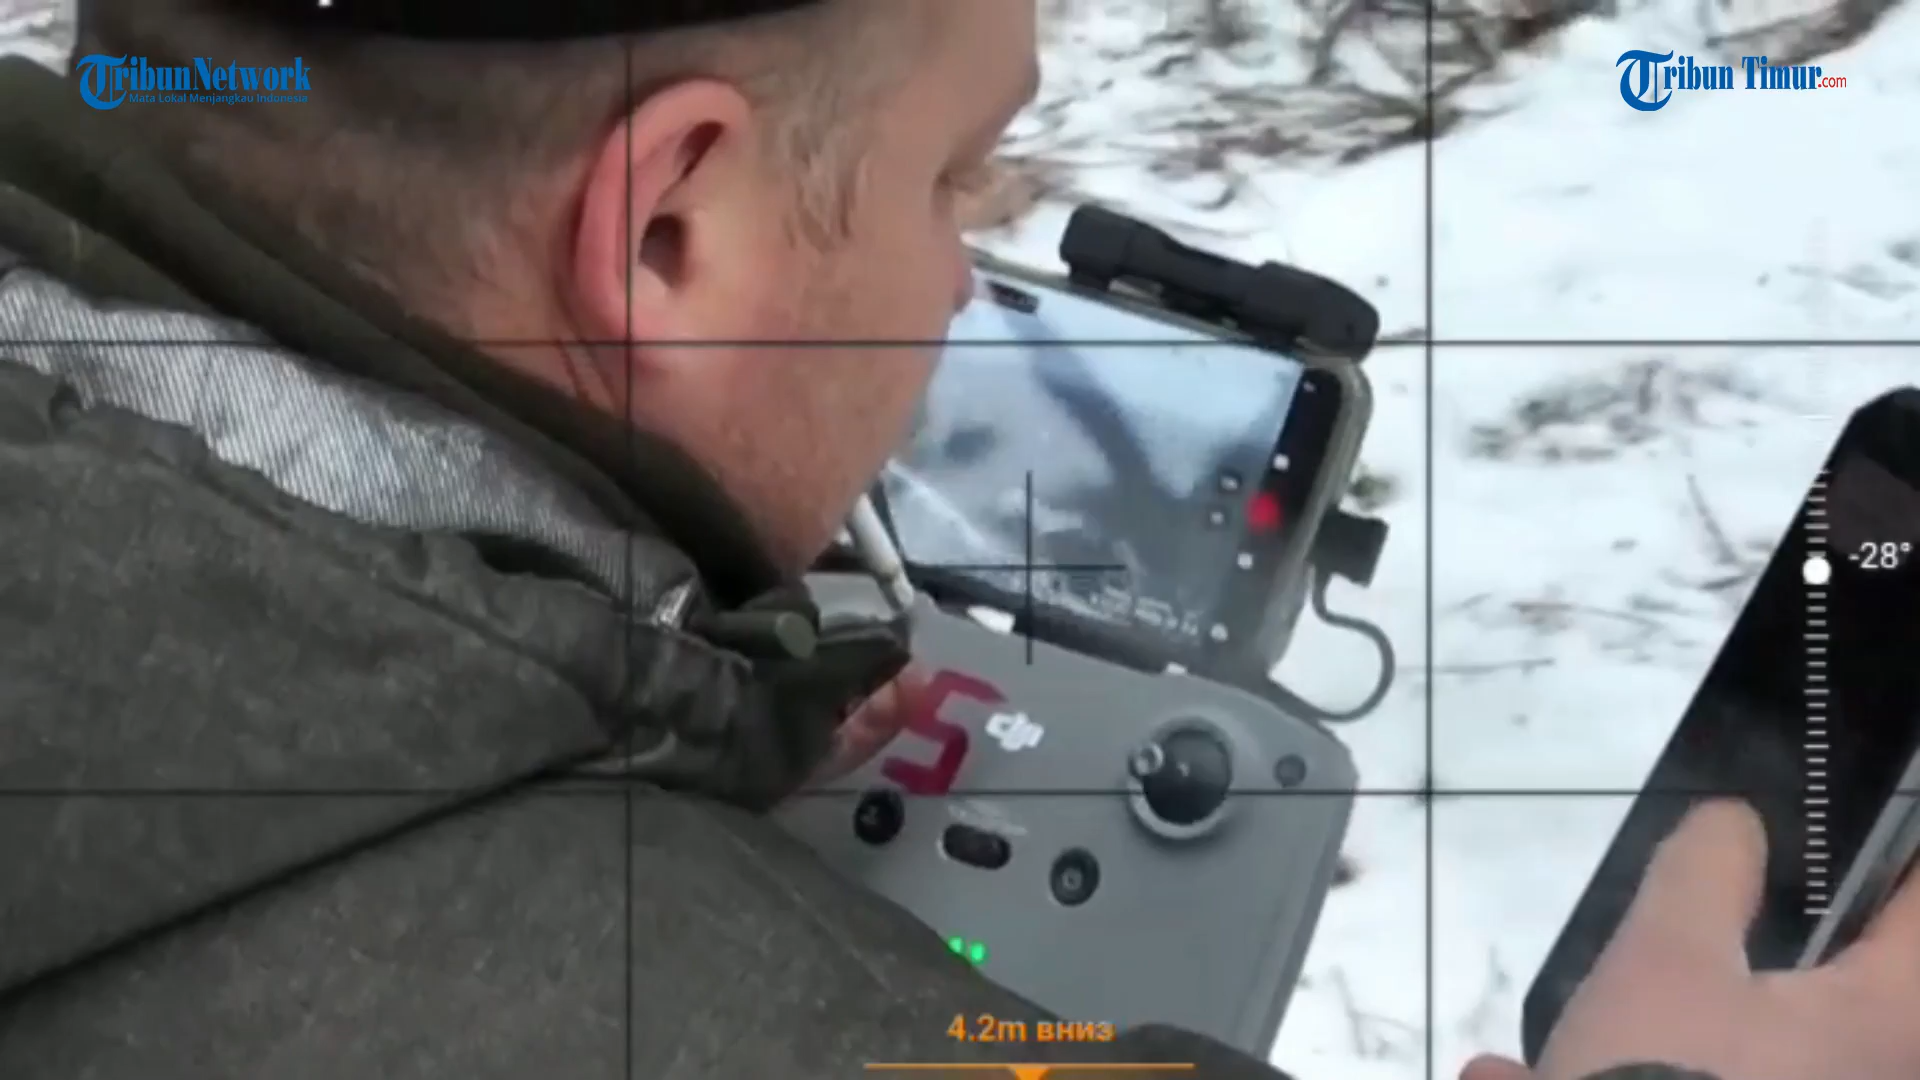 TribunNetwork
Mata Lokal Menjangkau Indonesia
Tribun Timur.com
-28°
S
dji
4.2m вниз